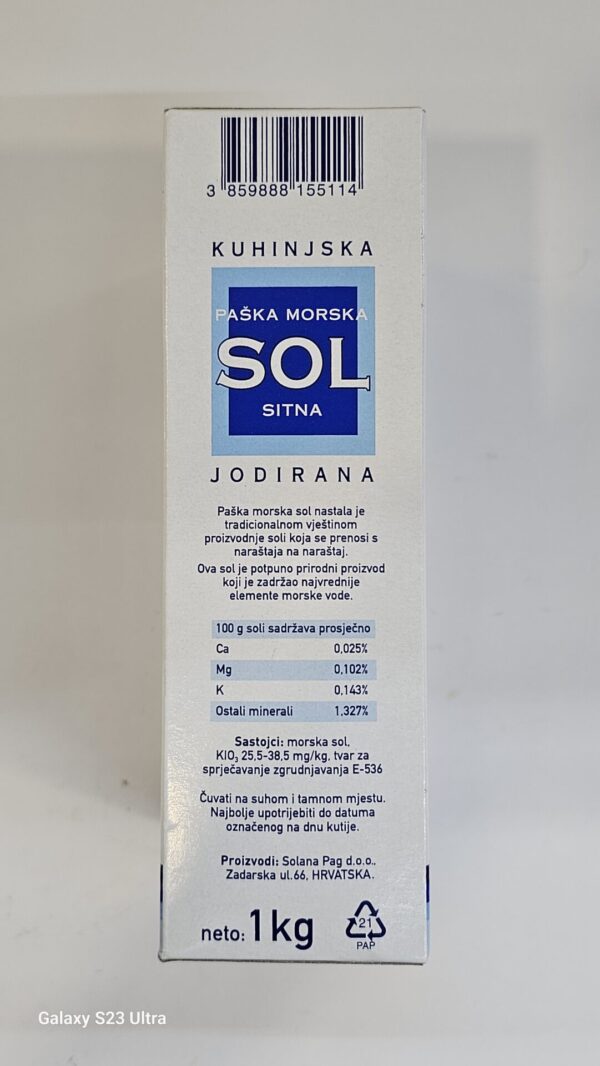 3 859888 155114
KUHINJSKA
PAŠKA MORSKA
SOL
SITNA
JODIRANA
Paška morska sol nastala je
tradicionalnom vještinom
proizvodnje soli koja se prenosi s
naraštaja na naraštaj.
Ova sol je potpuno prirodni proizvod
koji je zadržao najvrednije
elemente morske vode.
100 g soli sadržava prosječno
Ca 0,025%
Mg 0,102%
K 0,143%
Ostali minerali 1,327%
Sastojci: morska sol,
KIO₃ 25,5-38,5 mg/kg, tvar za
sprječavanje zgrudnjavanja E-536
Čuvati na suhom i tamnom mjestu.
Najbolje upotrijebiti do datuma
označenog na dnu kutije.
Proizvodi: Solana Pag d.o.o.,
Zadarska ul.66, HRVATSKA.
neto: 1kg
21
PAP
Galaxy S23 Ultra